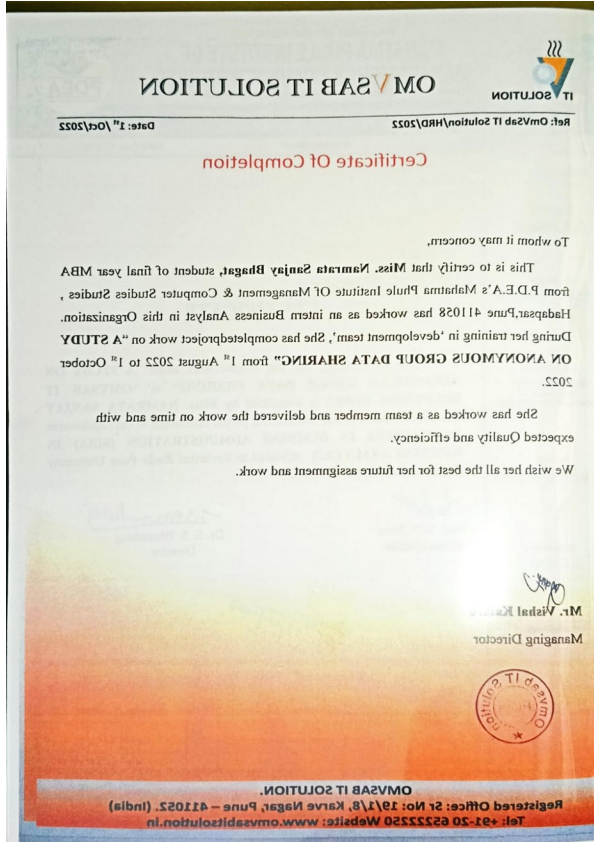 IT SOLUTION
OMVSAB IT SOLUTION
Ref: OmVSab IT Solution/HRD/2022 Date: 1st /Oct/2022
Certificate Of Completion
To whom it may concern,
This is to certify that Miss. Namrata Sanjay Bhagat, student of final year MBA
from P.D.E.A's Mahatma Phule Institute Of Management & Computer Studies Studies ,
Hadapsar,Pune 411058 has worked as an intern Business Analyst in this Organization.
During her training in 'development team', She has completedproject work on "A STUDY
ON ANONYMOUS GROUP DATA SHARING" from 1st August 2022 to 1st October
2022.
She has worked as a team member and delivered the work on time and with
expected Quality and efficiency.
We wish her all the best for her future assignment and work.
Mr. Vishal
Managing Director
Omvsab IT Solution
OMVSAB IT SOLUTION.
Registered Office: Sr No: 19/1/8, Karve Nagar, Pune – 411052. (India)
Tel: +91-20 65222250 Website: www.omvsabitsolution.in